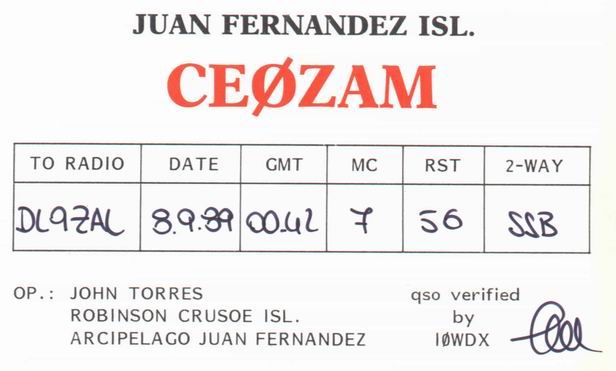 JUAN FERNANDEZ ISL.
CEØZAM
TO RADIO DATE GMT MC RST 2-WAY
DL9ZAL 8.9.89 00.42 7 56 SSB
OP.: JOHN TORRES
ROBINSON CRUSOE ISL.
ARCIPELAGO JUAN FERNANDEZ
qso verified
by
IØWDX